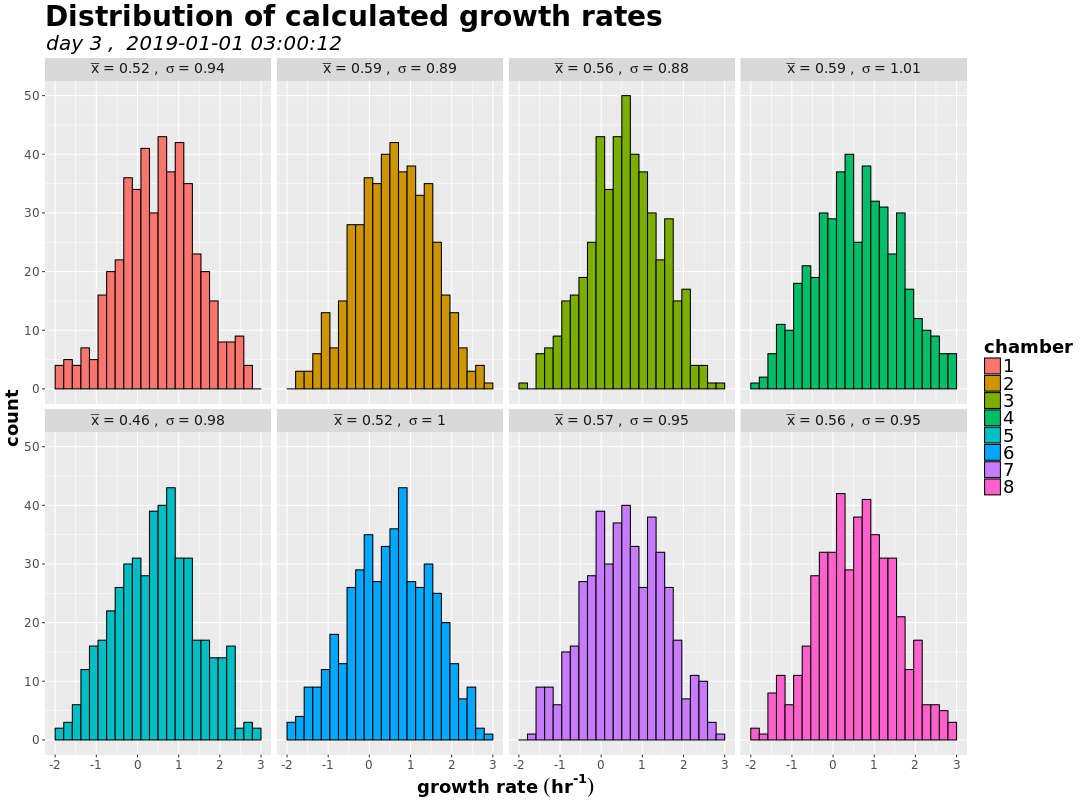 Distribution of calculated growth rates
day 3 ,  2019-01-01 03:00:12
x̅ = 0.52 ,  σ = 0.94
x̅ = 0.59 ,  σ = 0.89
x̅ = 0.56 ,  σ = 0.88
x̅ = 0.59 ,  σ = 1.01
50
40
30
20
10
0
count
x̅ = 0.46 ,  σ = 0.98
x̅ = 0.52 ,  σ = 1
x̅ = 0.57 ,  σ = 0.95
x̅ = 0.56 ,  σ = 0.95
50
40
30
20
10
0
-2 -1 0 1 2 3
-2 -1 0 1 2 3
-2 -1 0 1 2 3
-2 -1 0 1 2 3
growth rate (hr⁻¹)
chamber
1
2
3
4
5
6
7
8